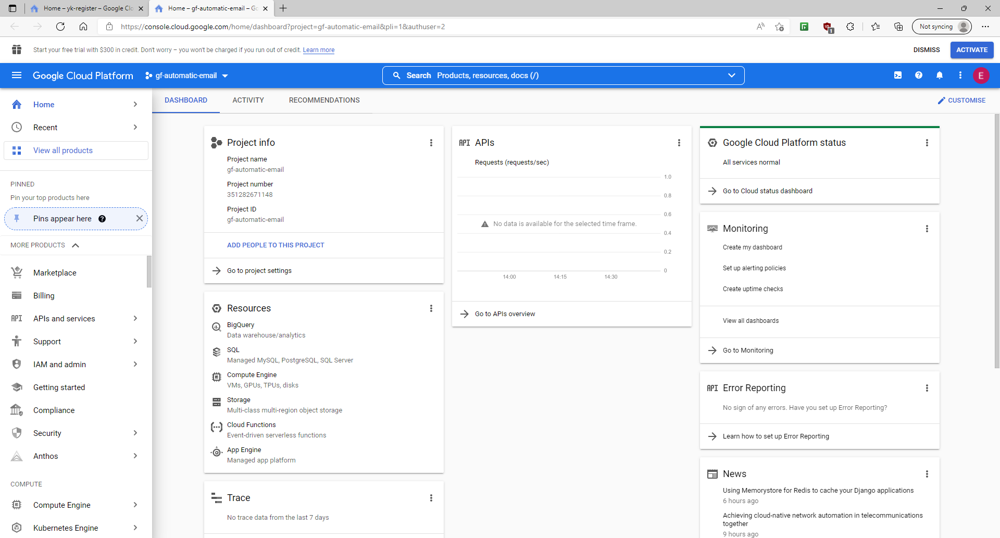 Home – yk-register – Google Clo
Home – gf-automatic-email – Go
https://console.cloud.google.com/home/dashboard?project=gf-automatic-email&pli=1&authuser=2
1
Not syncing
Start your free trial with $300 in credit. Don't worry – you won't be charged if you run out of credit. Learn more
DISMISS
ACTIVATE
Google Cloud Platform
gf-automatic-email
Search Products, resources, docs (/)
E
Home
Recent
View all products
PINNED
Pin your top products here
Pins appear here
MORE PRODUCTS
Marketplace
Billing
API
APIs and services
Support
IAM and admin
Getting started
Compliance
Security
Anthos
COMPUTE
Compute Engine
Kubernetes Engine
DASHBOARD
ACTIVITY
RECOMMENDATIONS
CUSTOMISE
Project info
Project name
gf-automatic-email
Project number
351282671148
Project ID
gf-automatic-email
ADD PEOPLE TO THIS PROJECT
Go to project settings
Resources
BigQuery
Data warehouse/analytics
SQL
Managed MySQL, PostgreSQL, SQL Server
Compute Engine
VMs, GPUs, TPUs, disks
Storage
Multi-class multi-region object storage
Cloud Functions
Event-driven serverless functions
App Engine
Managed app platform
Trace
No trace data from the last 7 days
API
APIs
Requests (requests/sec)
1.0
0.8
0.6
No data is available for the selected time frame.
0.4
0.2
0
14:00
14:15
14:30
Go to APIs overview
Google Cloud Platform status
All services normal
Go to Cloud status dashboard
Monitoring
Create my dashboard
Set up alerting policies
Create uptime checks
View all dashboards
Go to Monitoring
API
Error Reporting
No sign of any errors. Have you set up Error Reporting?
Learn how to set up Error Reporting
News
Using Memorystore for Redis to cache your Django applications
6 hours ago
Achieving cloud-native network automation in telecommunications
together
9 hours ago